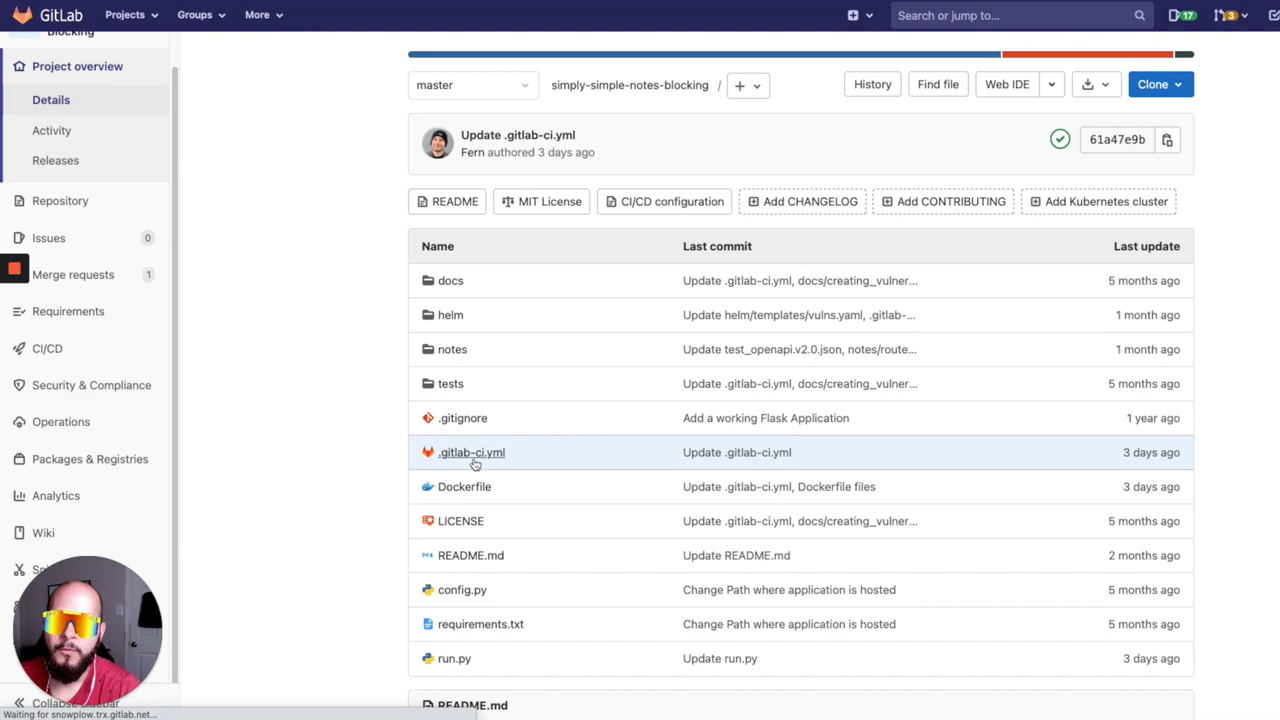 GitLab Projects Groups More Search or jump to... 17 3
Blocking
Project overview
Details
Activity
Releases
Repository
Issues 0
Merge requests 1
Requirements
CI/CD
Security & Compliance
Operations
Packages & Registries
Analytics
Wiki
Collapse sidebar
Waiting for snowplow.trx.gitlab.net...
master simply-simple-notes-blocking / + History Find file Web IDE Clone
Update .gitlab-ci.yml
Fern authored 3 days ago
61a47e9b
README MIT License CI/CD configuration Add CHANGELOG Add CONTRIBUTING Add Kubernetes cluster
Name Last commit Last update
docs Update .gitlab-ci.yml, docs/creating_vulner... 5 months ago
helm Update helm/templates/vulns.yaml, .gitlab-... 1 month ago
notes Update test_openapi.v2.0.json, notes/route... 1 month ago
tests Update .gitlab-ci.yml, docs/creating_vulner... 5 months ago
.gitignore Add a working Flask Application 1 year ago
.gitlab-ci.yml Update .gitlab-ci.yml 3 days ago
Dockerfile Update .gitlab-ci.yml, Dockerfile files 3 days ago
LICENSE Update .gitlab-ci.yml, docs/creating_vulner... 5 months ago
README.md Update README.md 2 months ago
config.py Change Path where application is hosted 5 months ago
requirements.txt Change Path where application is hosted 5 months ago
run.py Update run.py 3 days ago
README.md